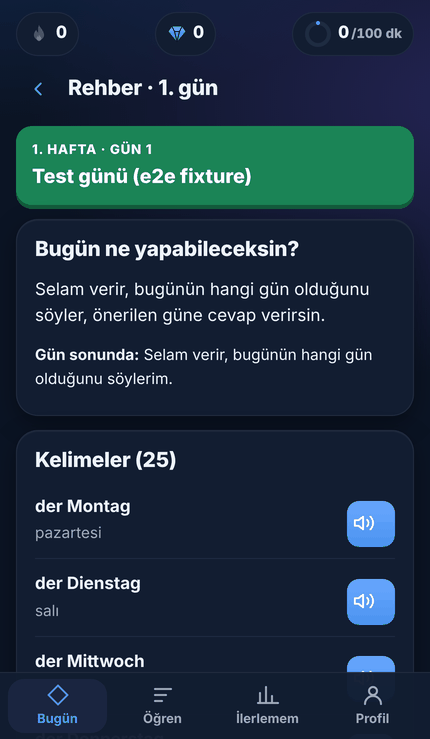 0
0
0/100 dk
Rehber · 1. gün
1. HAFTA · GÜN 1
Test günü (e2e fixture)
Bugün ne yapabileceksin?
Selam verir, bugünün hangi gün olduğunu
söyler, önerilen güne cevap verirsin.
Gün sonunda: Selam verir, bugünün hangi gün
olduğunu söylerim.
Kelimeler (25)
der Montag
pazartesi
der Dienstag
salı
der Mittwoch
Bugün
Öğren
İlerlemem
Profil